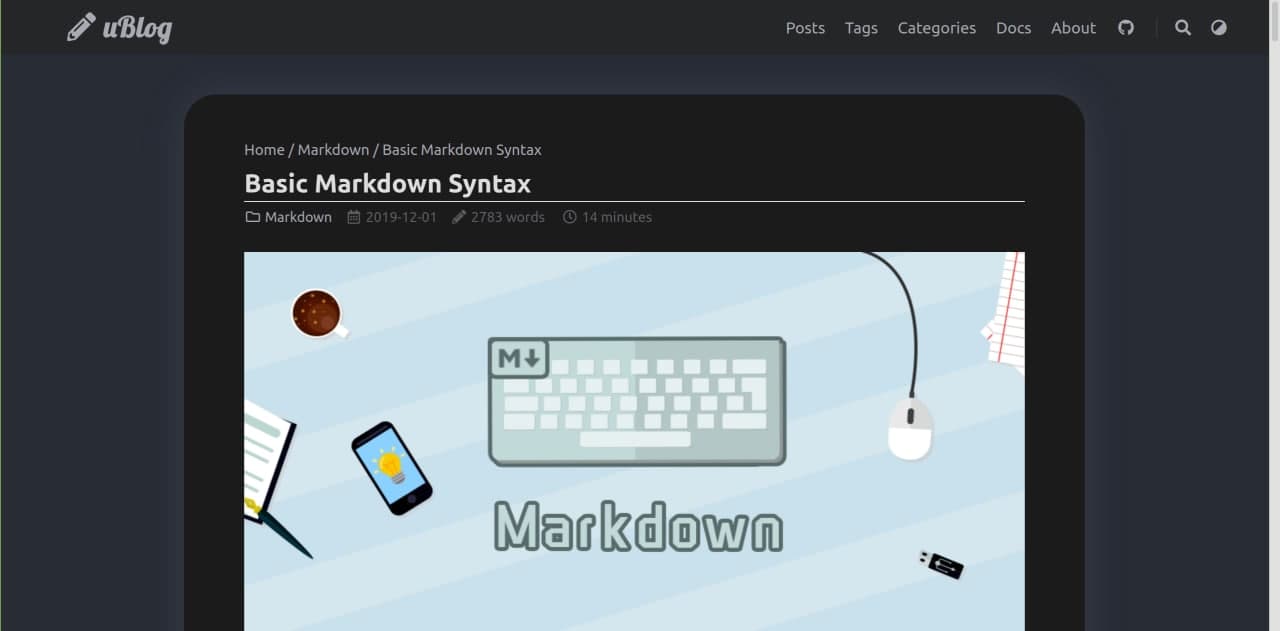 uBlog
Posts Tags Categories Docs About
Home / Markdown / Basic Markdown Syntax
Basic Markdown Syntax
Markdown 2019-12-01 2783 words 14 minutes
M
Markdown